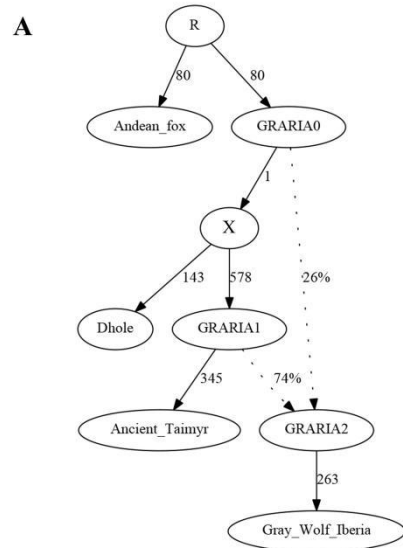 A
R
80 80
Andean_fox GRARIA0
1
X
143 578 26%
Dhole GRARIA1
345 74%
Ancient_Taimyr GRARIA2
263
Gray_Wolf_Iberia